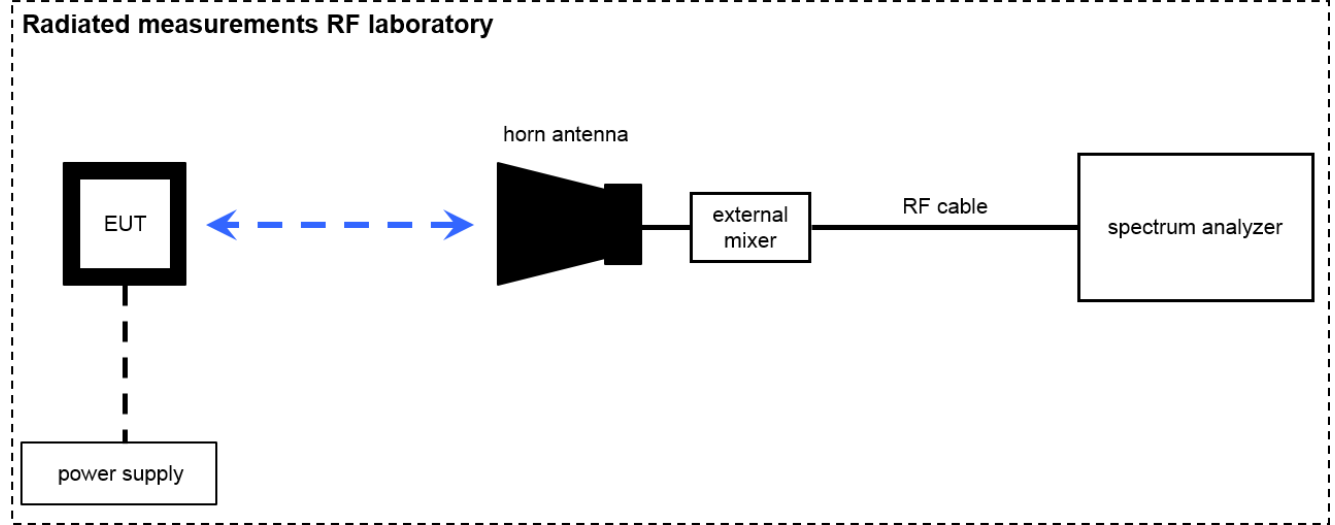 Radiated measurements RF laboratory
horn antenna
EUT
external
mixer
RF cable
spectrum analyzer
power supply